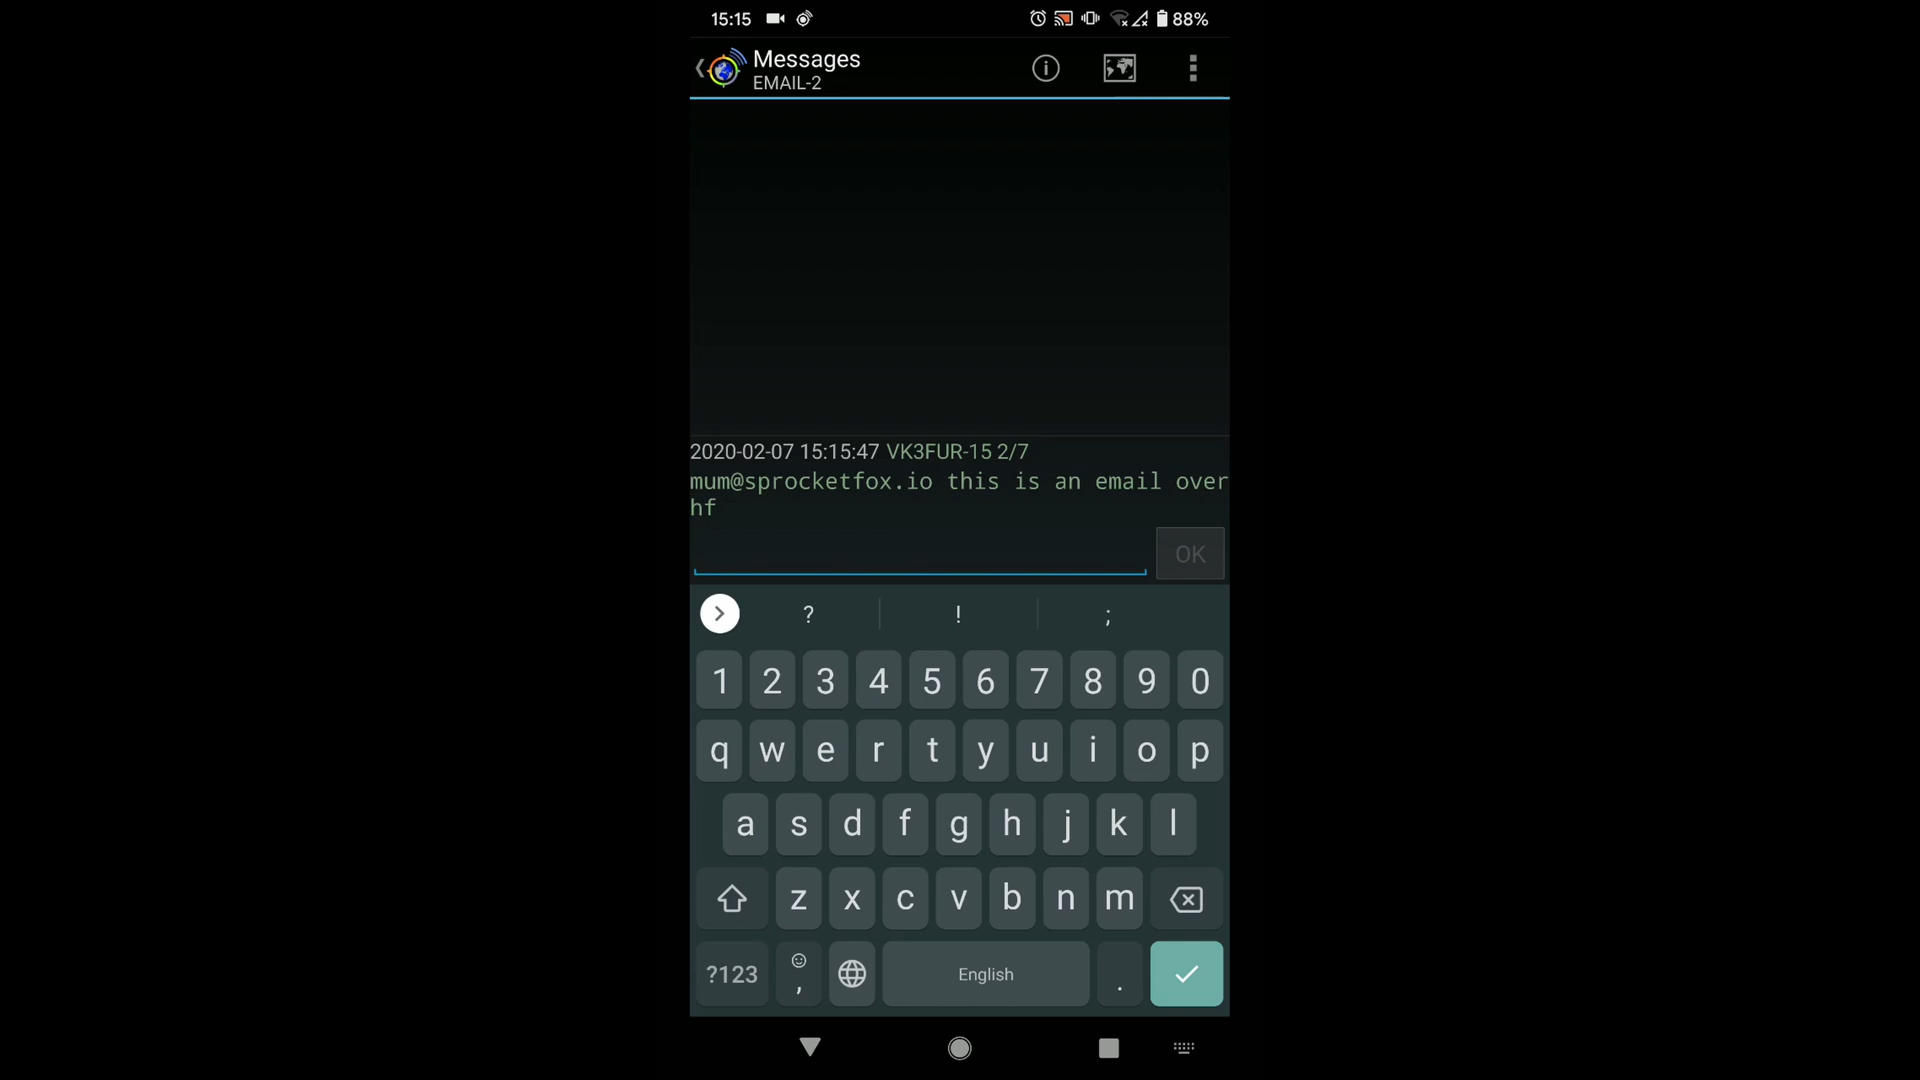 15:15 88%
Messages
EMAIL-2
2020-02-07 15:15:47 VK3FUR-15 2/7
mum@sprocketfox.io this is an email over
hf
OK
? ! ;
1 2 3 4 5 6 7 8 9 0
q w e r t y u i o p
a s d f g h j k l
z x c v b n m
?123 , English .